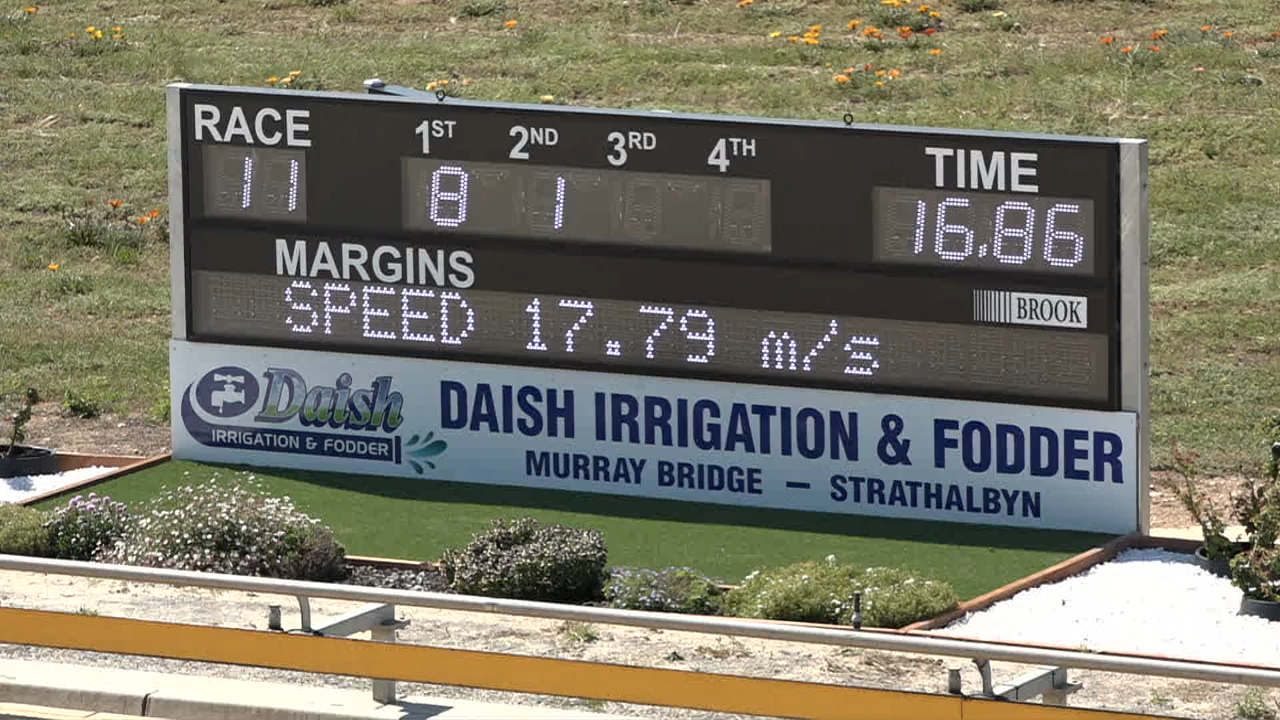 RACE 1ST 2ND 3RD 4TH TIME
11 8 1 16.86
MARGINS
BROOK
SPEED 17.79 m/s
Daish
IRRIGATION & FODDER
DAISH IRRIGATION & FODDER
MURRAY BRIDGE – STRATHALBYN